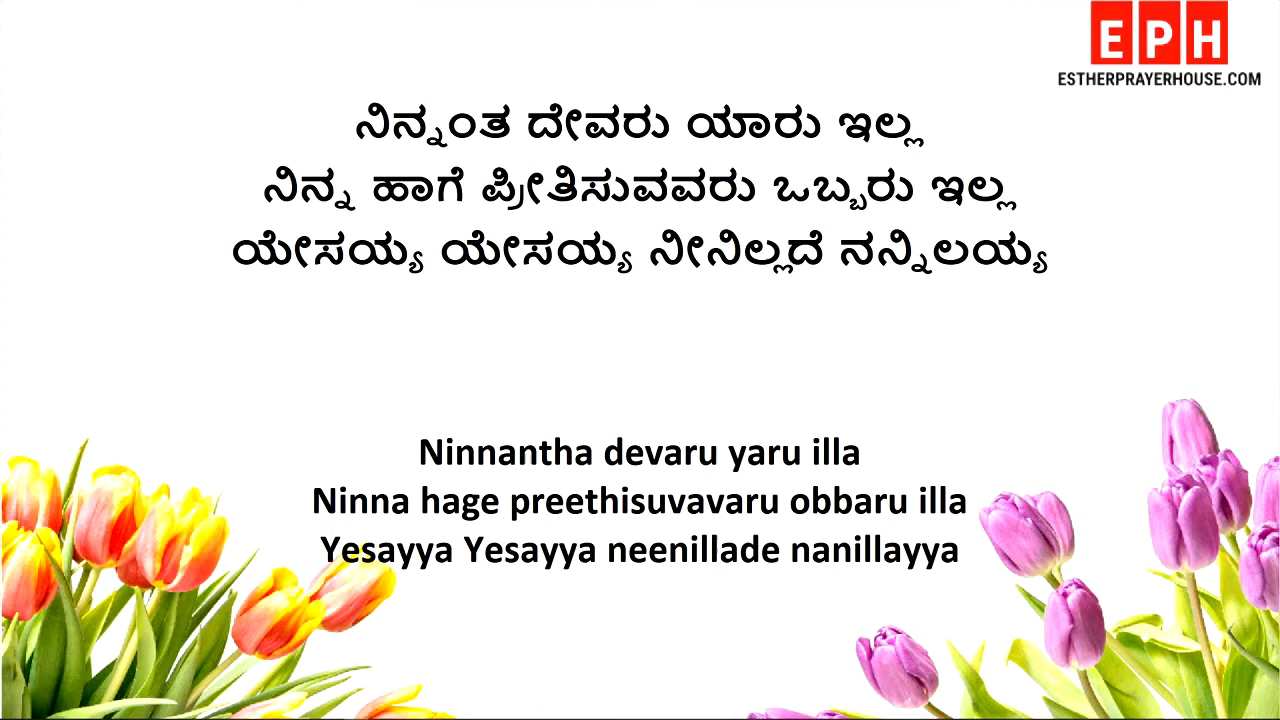 EPH
ESTHERPRAYERHOUSE.COM
ನಿನ್ನಂತ ದೇವರು ಯಾರು ಇಲ್ಲ
ನಿನ್ನ ಹಾಗೆ ಪ್ರೀತಿಸುವವರು ಒಬ್ಬರು ಇಲ್ಲ
ಯೇಸಯ್ಯ ಯೇಸಯ್ಯ ನೀನಿಲ್ಲದೆ ನನ್ನಿಲಯ್ಯ
Ninnantha devaru yaru illa
Ninna hage preethisuvavaru obbaru illa
Yesayya Yesayya neenillade nanillayya